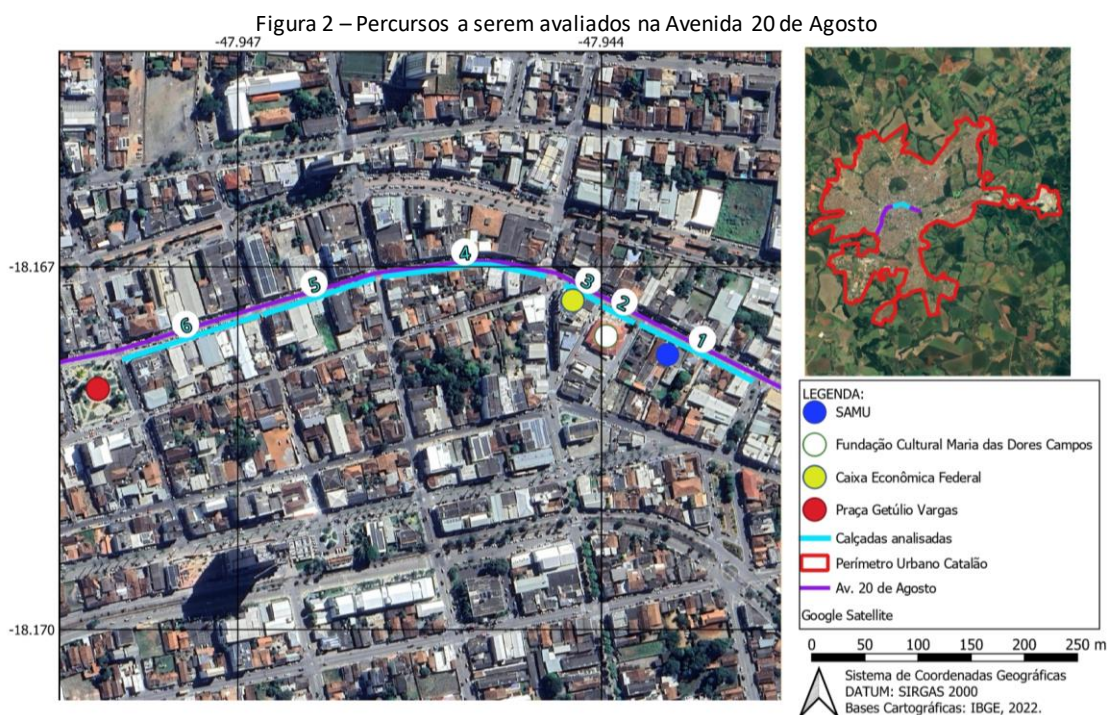 Figura 2 – Percursos a serem avaliados na Avenida 20 de Agosto
-47.947
-47.944
-18.167
-18.170
4
3
5
2
6
1
LEGENDA:
SAMU
Fundação Cultural Maria das Dores Campos
Caixa Econômica Federal
Praça Getúlio Vargas
Calçadas analisadas
Perímetro Urbano Catalão
Av. 20 de Agosto
Google Satellite
0 50 100 150 200 250 m
Sistema de Coordenadas Geográficas
DATUM: SIRGAS 2000
Bases Cartográficas: IBGE, 2022.